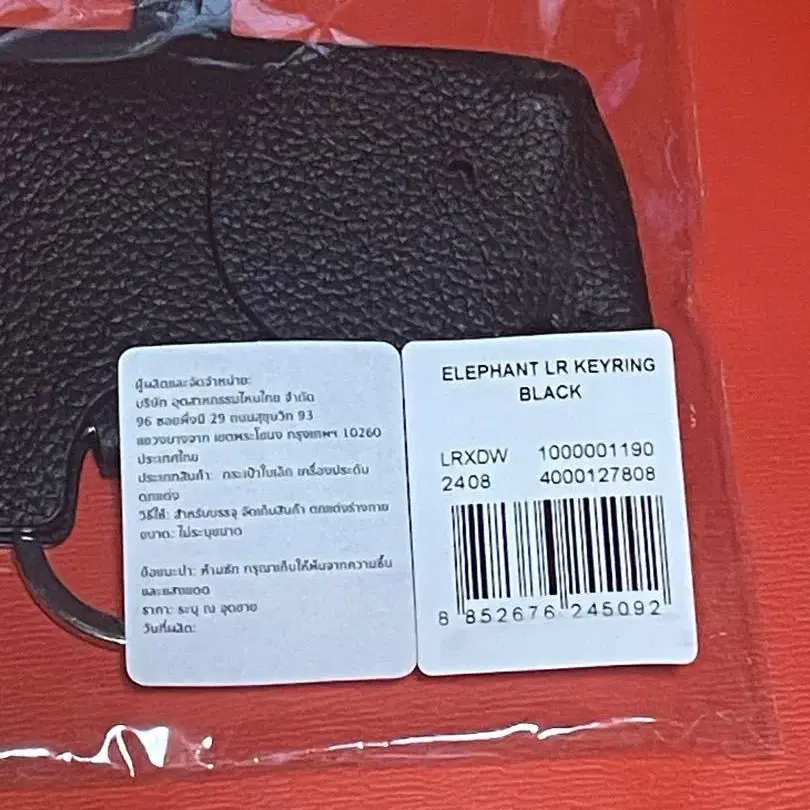 ผู้ผลิตและจัดจำหน่าย:
บริษัท อุตสาหกรรมไหมไทย จำกัด
96 ซอยพึ่งมี 29 ถนนสุขุมวิท 93
แขวงบางจาก เขตพระโขนง กรุงเทพฯ 10260
ประเทศไทย
ประเภทสินค้า: กระเป๋าใบเล็ก เครื่องประดับ
ตกแต่ง
วิธีใช้: สำหรับบรรจุ จัดเก็บสินค้า ตกแต่งร่างกาย
ขนาด: ไม่ระบุขนาด
ข้อแนะนำ: ห้ามซัก กรุณาเก็บให้พ้นจากความชื้น
และแสงแดด
ราคา: ระบุ ณ จุดขาย
วันที่ผลิต:
ELEPHANT LR KEYRING
BLACK
LRXDW 1000001190
2408 4000127808
8 852676 245092